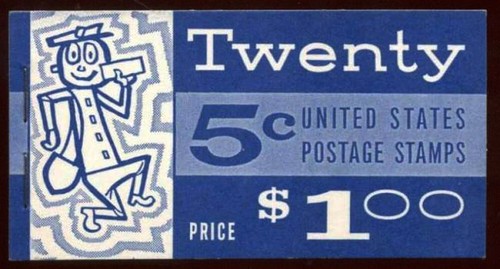 Twenty
5c UNITED STATES
POSTAGE STAMPS
PRICE $1.00